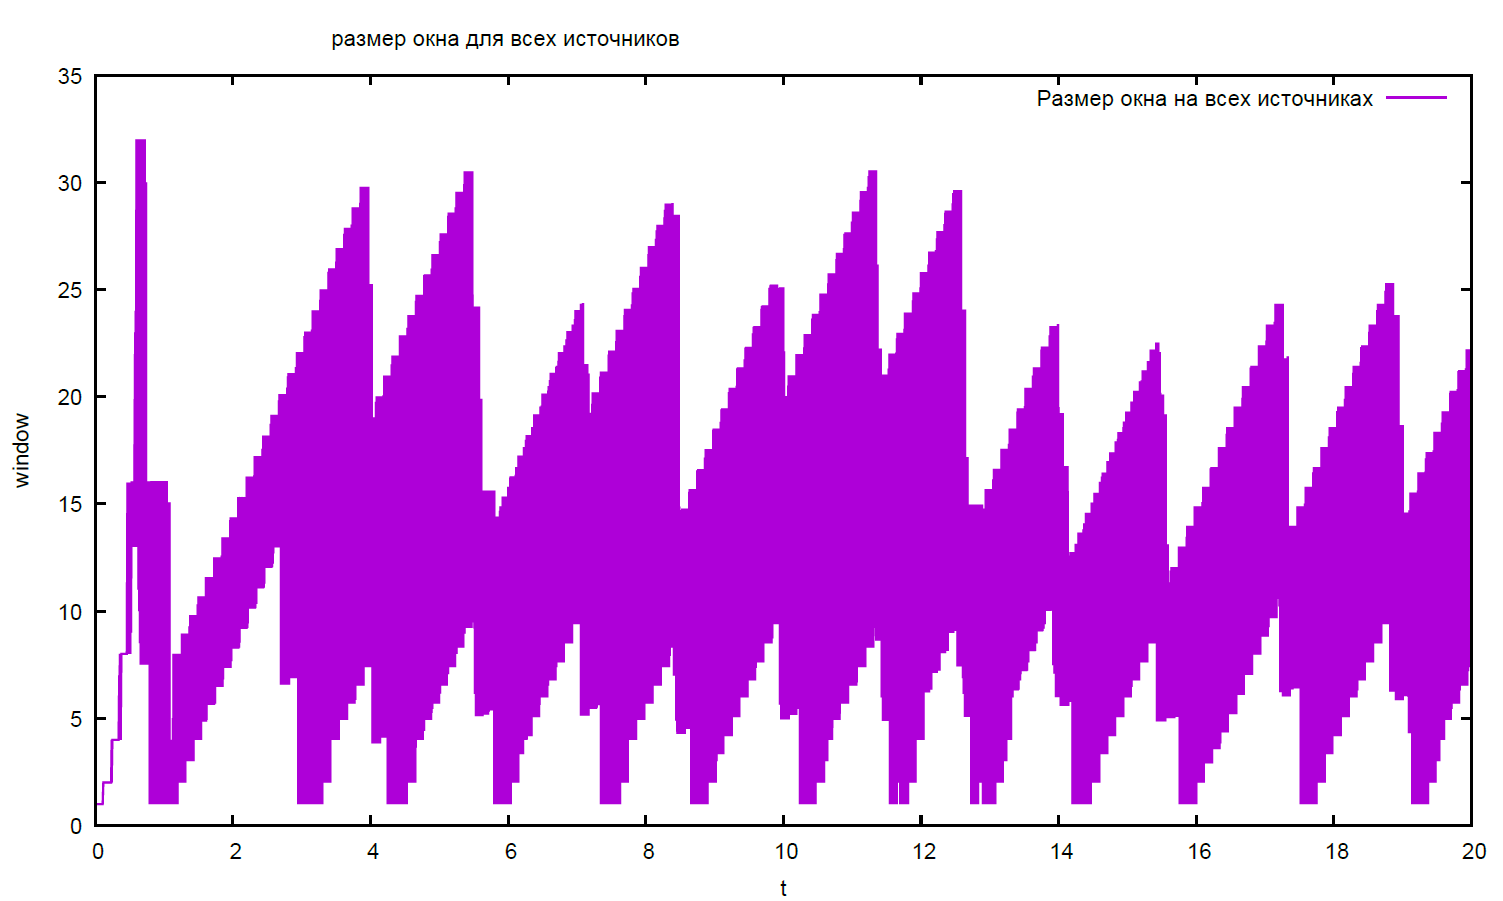 размер окна для всех источников
Размер окна на всех источниках
35
30
25
20
15
10
5
0
window
0 2 4 6 8 10 12 14 16 18 20
t